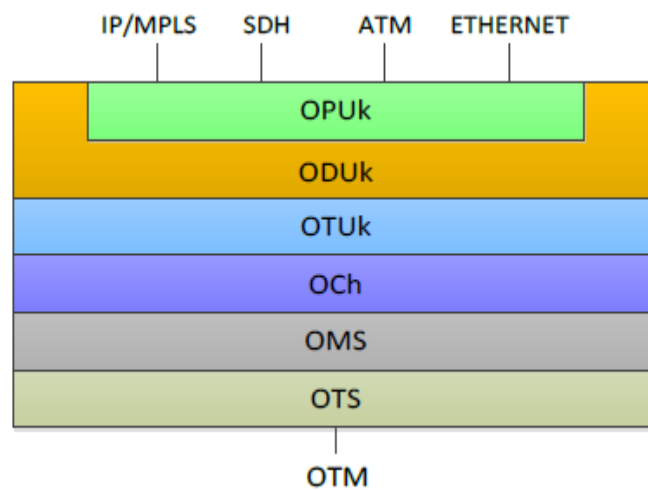 IP/MPLS SDH ATM ETHERNET
OPUk
ODUk
OTUk
OCh
OMS
OTS
OTM